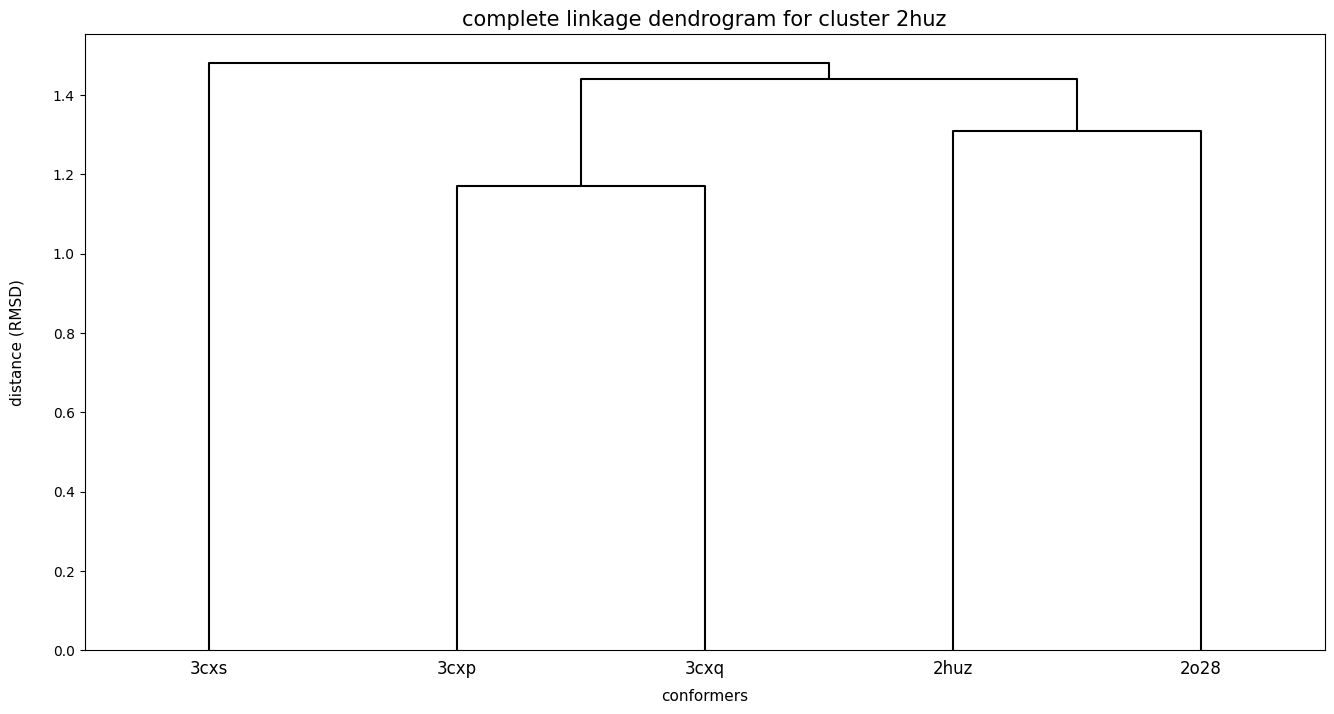 complete linkage dendrogram for cluster 2huz
distance (RMSD)
1.4
1.2
1.0
0.8
0.6
0.4
0.2
0.0
3cxs 3cxp 3cxq 2huz 2o28
conformers